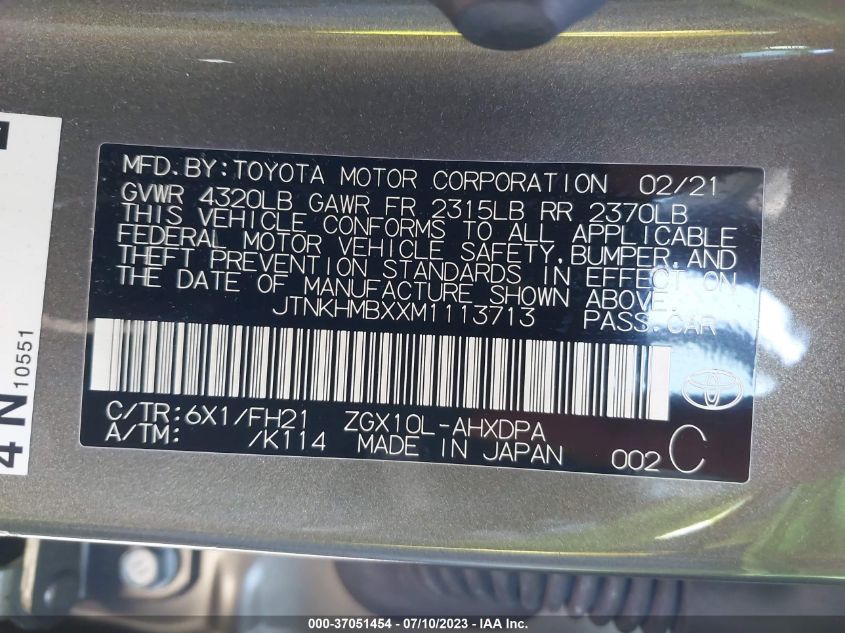 MFD.BY:TOYOTA MOTOR CORPORATION 02/21
GVWR 4320LB GAWR FR 2315LB RR 2370LB
THIS VEHICLE CONFORMS TO ALL APPLICABLE
FEDERAL MOTOR VEHICLE SAFETY,BUMPER,AND
THEFT PREVENTION STANDARDS IN EFFECT ON
THE DATE OF MANUFACTURE SHOWN ABOVE.
JTNKHMBXXM1113713 PASS.CAR
C/TR:6X1/FH21 ZGX10L-AHXDPA
A/TM: /K114 MADE IN JAPAN 002 C
4N 10551
000-37051454 - 07/10/2023 - IAAI.COM